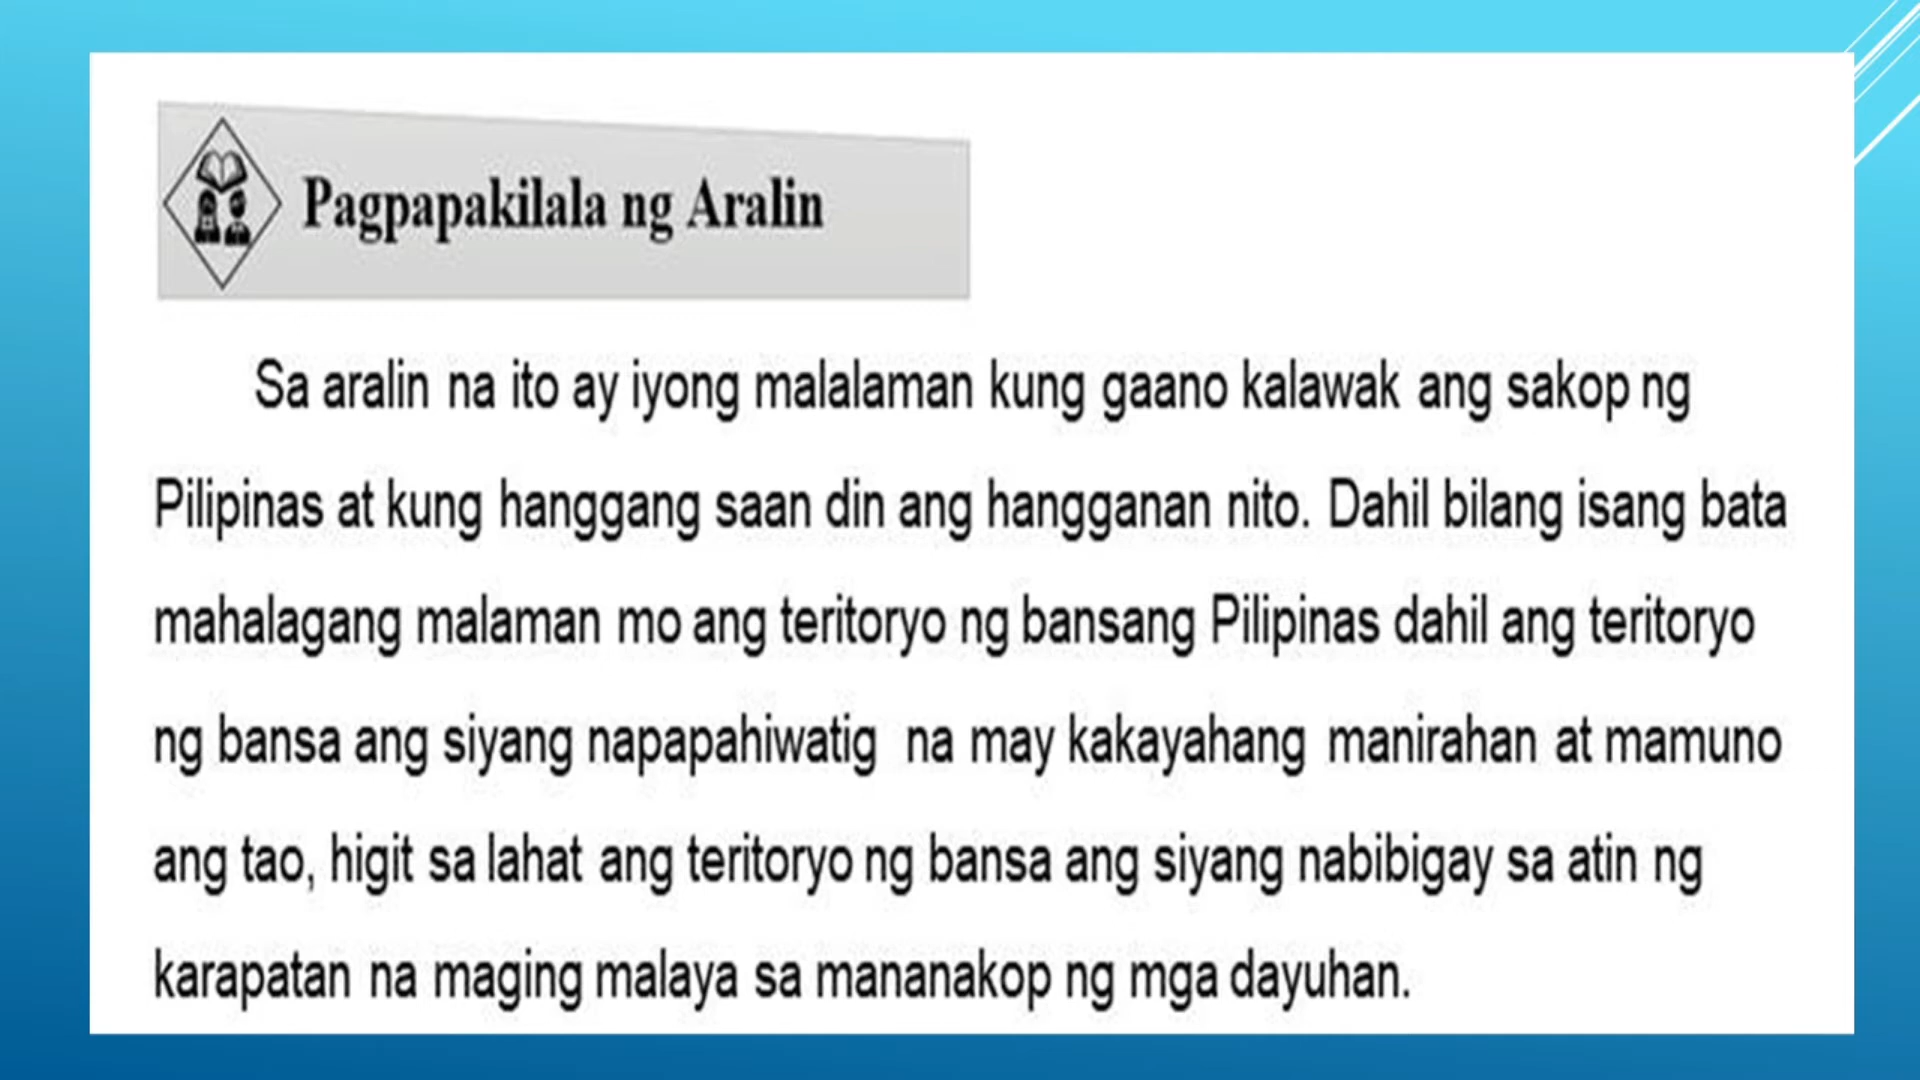 Pagpapakilala ng Aralin
Sa aralin na ito ay iyong malalaman kung gaano kalawak ang sakop ng
Pilipinas at kung hanggang saan din ang hangganan nito. Dahil bilang isang bata
mahalagang malaman mo ang teritoryo ng bansang Pilipinas dahil ang teritoryo
ng bansa ang siyang napapahiwatig na may kakayahang manirahan at mamuno
ang tao, higit sa lahat ang teritoryo ng bansa ang siyang nabibigay sa atin ng
karapatan na maging malaya sa mananakop ng mga dayuhan.